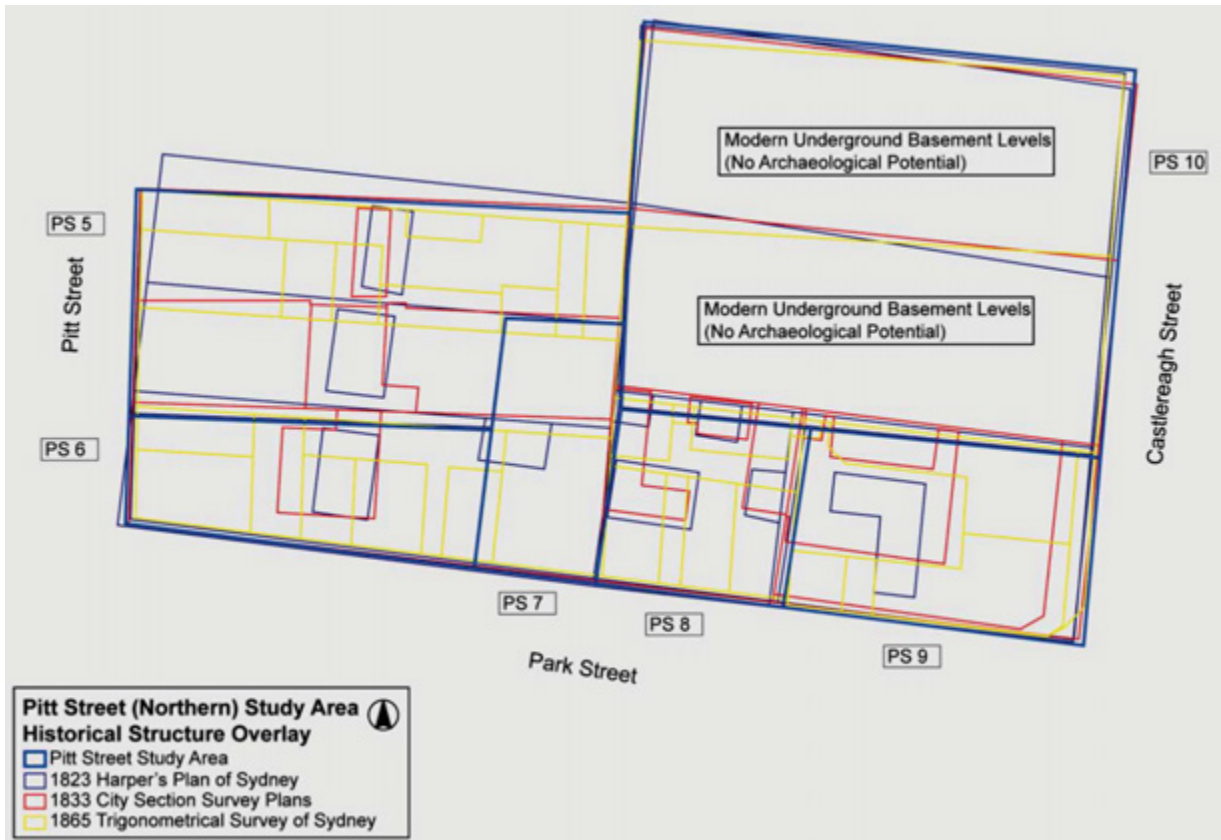 Modern Underground Basement Levels
(No Archaeological Potential)
PS 10
PS 5
Pitt Street
Modern Underground Basement Levels
(No Archaeological Potential)
Castlereagh Street
PS 6
PS 7
PS 8
PS 9
Park Street
Pitt Street (Northern) Study Area
Historical Structure Overlay
Pitt Street Study Area
1823 Harper's Plan of Sydney
1833 City Section Survey Plans
1865 Trigonometrical Survey of Sydney